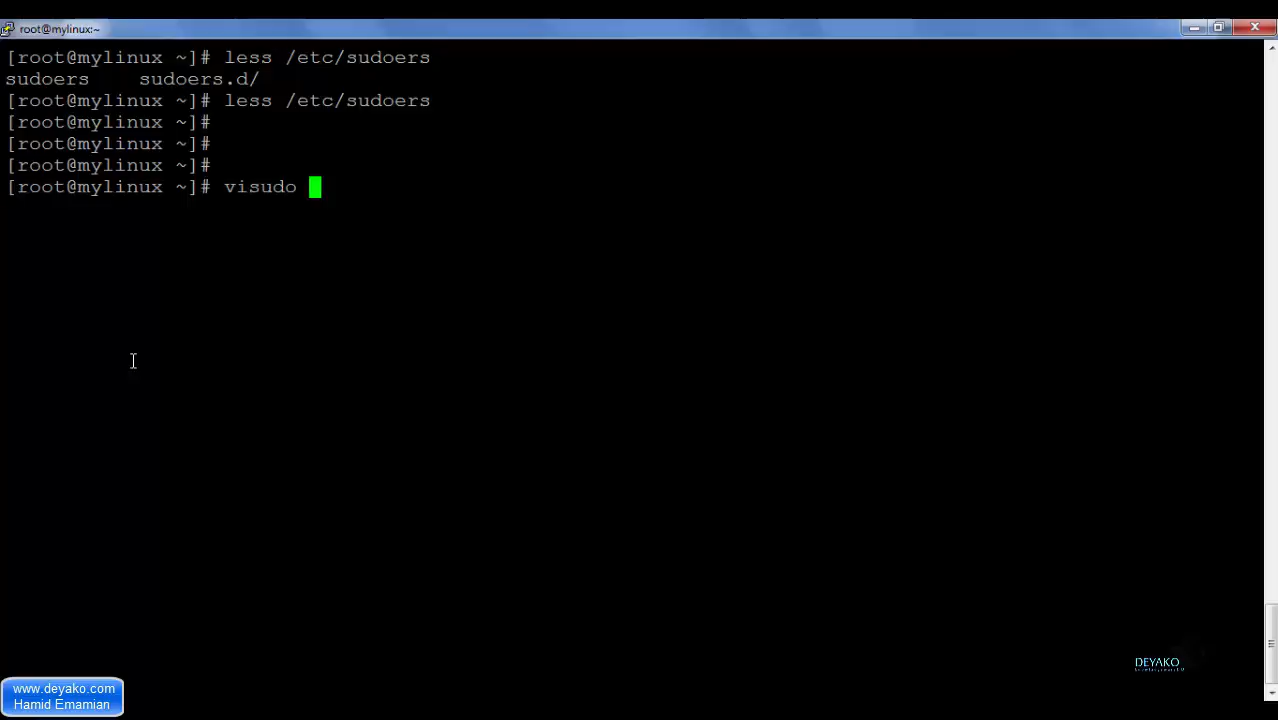 root@mylinux:~
[root@mylinux ~]# less /etc/sudoers
sudoers    sudoers.d/
[root@mylinux ~]# less /etc/sudoers
[root@mylinux ~]#
[root@mylinux ~]#
[root@mylinux ~]#
[root@mylinux ~]# visudo
DEYAKO
www.deyako.com
Hamid Emamian